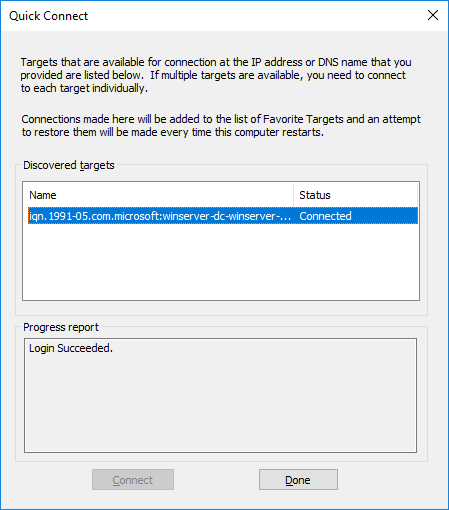 Quick Connect
Targets that are available for connection at the IP address or DNS name that you
provided are listed below.  If multiple targets are available, you need to connect
to each target individually.
Connections made here will be added to the list of Favorite Targets and an attempt
to restore them will be made every time this computer restarts.
Discovered targets
Name Status
iqn.1991-05.com.microsoft:winserver-dc-winserver-... Connected
Progress report
Login Succeeded.
Connect Done